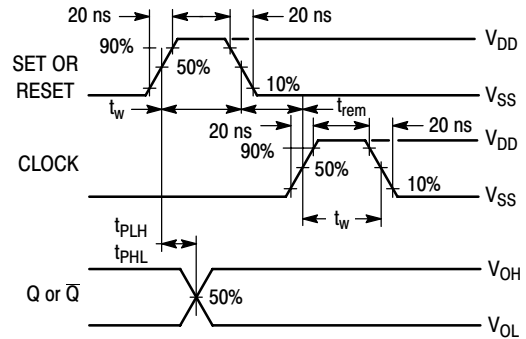 20 ns 20 ns
90% V_DD
SET OR 50%
RESET 10% V_SS
t_w t_rem
20 ns 20 ns
90% V_DD
CLOCK 50%
10% V_SS
t_w
t_PLH
t_PHL
V_OH
Q or Q̅ 50%
V_OL